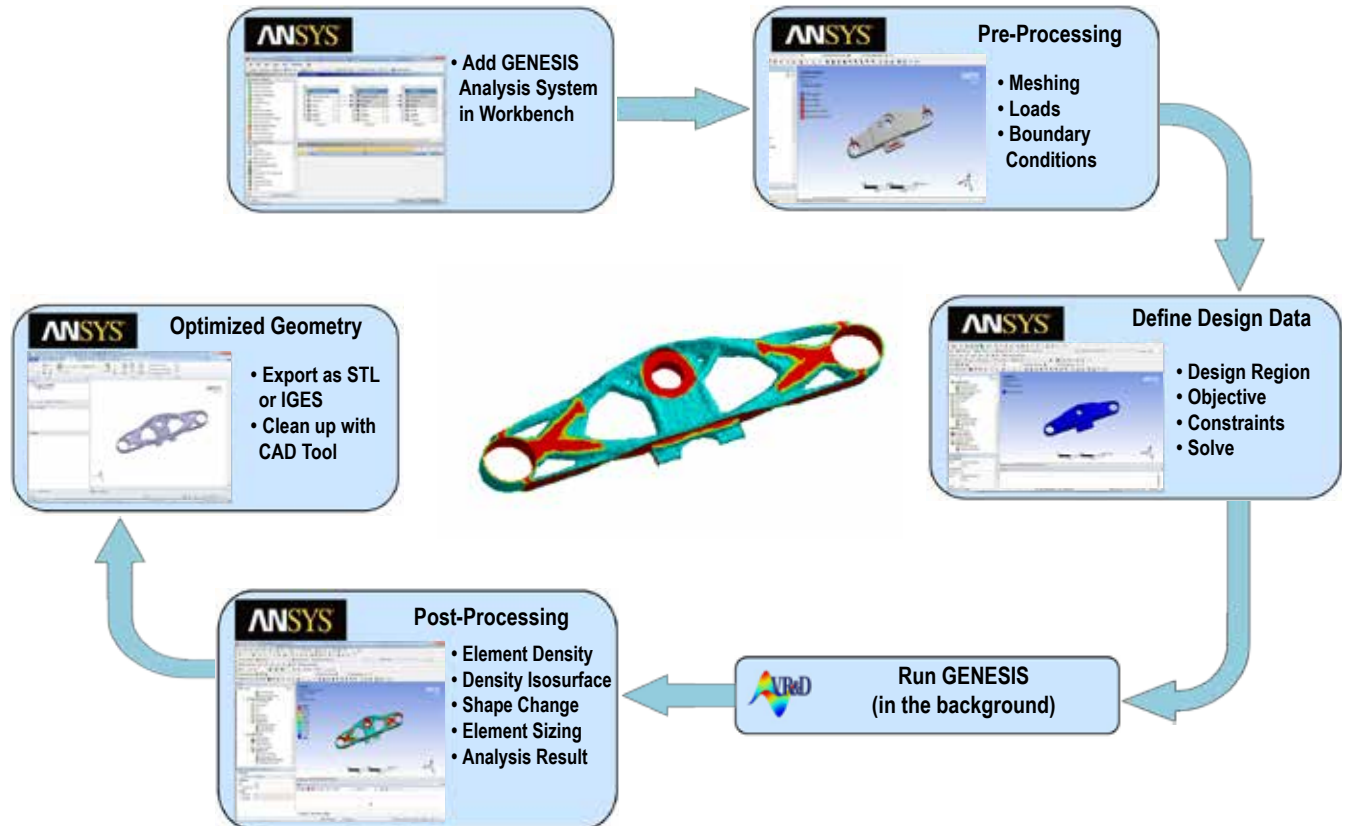 ANSYS
• Add GENESIS
Analysis System
in Workbench
ANSYS
Pre-Processing
• Meshing
• Loads
• Boundary
Conditions
ANSYS
Define Design Data
• Design Region
• Objective
• Constraints
• Solve
VR&D
Run GENESIS
(in the background)
ANSYS
Post-Processing
• Element Density
• Density Isosurface
• Shape Change
• Element Sizing
• Analysis Result
ANSYS
Optimized Geometry
• Export as STL
or IGES
• Clean up with
CAD Tool